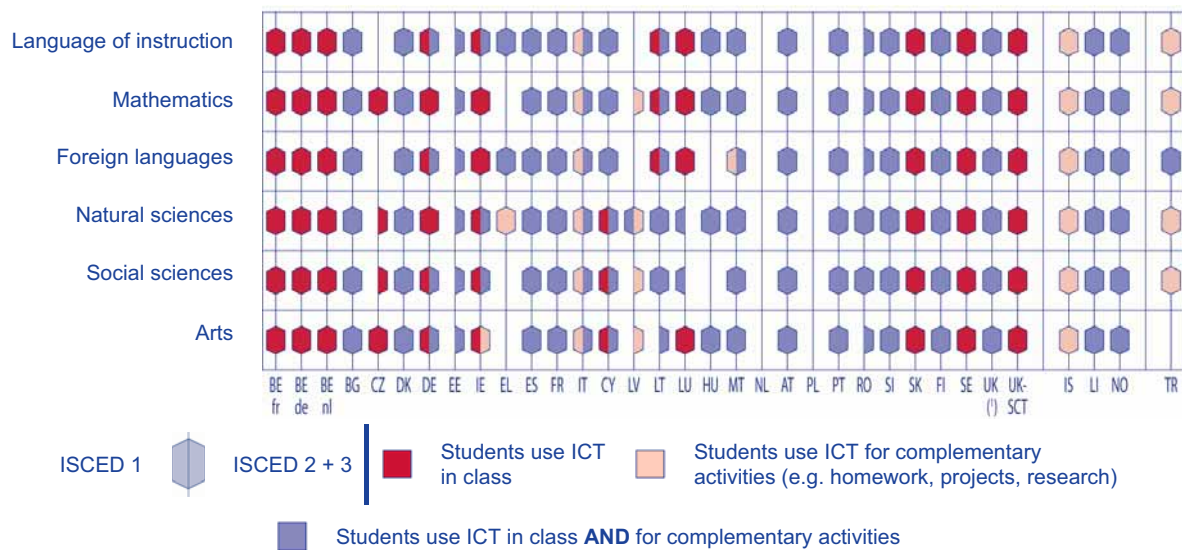 Language of instruction
Mathematics
Foreign languages
Natural sciences
Social sciences
Arts
BE fr BE de BE nl BG CZ DK DE EE IE EL ES FR IT CY LV LT LU HU MT NL AT PL PT RO SI SK FI SE UK (¹) UK-SCT IS LI NO TR
ISCED 1
ISCED 2 + 3
Students use ICT
in class
Students use ICT for complementary
activities (e.g. homework, projects, research)
Students use ICT in class AND for complementary activities